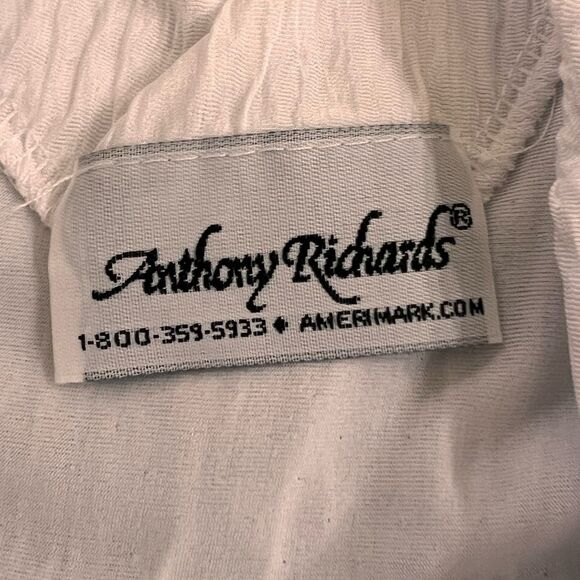 Anthony Richards®
1-800-359-5933 ♦ AMERIMARK.COM